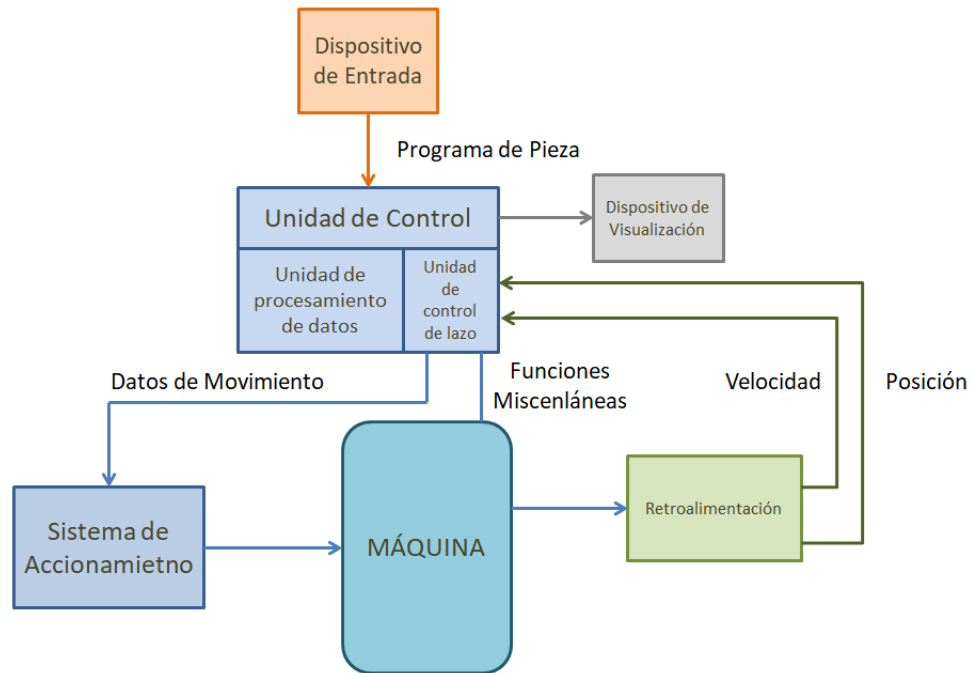 Dispositivo
de Entrada
Programa de Pieza
Unidad de Control
Dispositivo de
Visualización
Unidad de
procesamiento
de datos
Unidad
de
control
de lazo
Datos de Movimiento
Funciones
Miscenláneas
Velocidad
Posición
Sistema de
Accionamietno
MÁQUINA
Retroalimentación